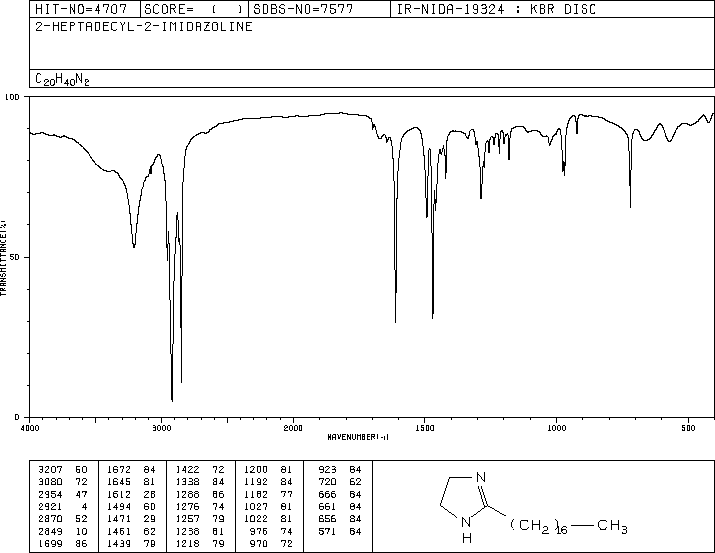 HIT-NO=4707 SCORE= ( ) SDBS-NO=7577 IR-NIDA-19324 : KBR DISC
2-HEPTADECYL-2-IMIDAZOLINE
C20H40N2
100
50
0
TRANSMITTANCE(%)
4000 3000 2000 1500 1000 500
WAVENUMBER(-1)
3207 50 1672 84 1422 72 1200 81 923 84
3080 72 1645 81 1338 84 1192 84 720 62
2954 47 1612 28 1288 66 1182 77 666 84
2921 4 1494 60 1276 74 1027 81 661 84
2870 52 1471 29 1257 79 1022 81 656 84
2849 10 1461 62 1238 81 976 74 571 84
1699 86 1439 79 1218 79 970 72
N
N
H
(CH2)16 CH3